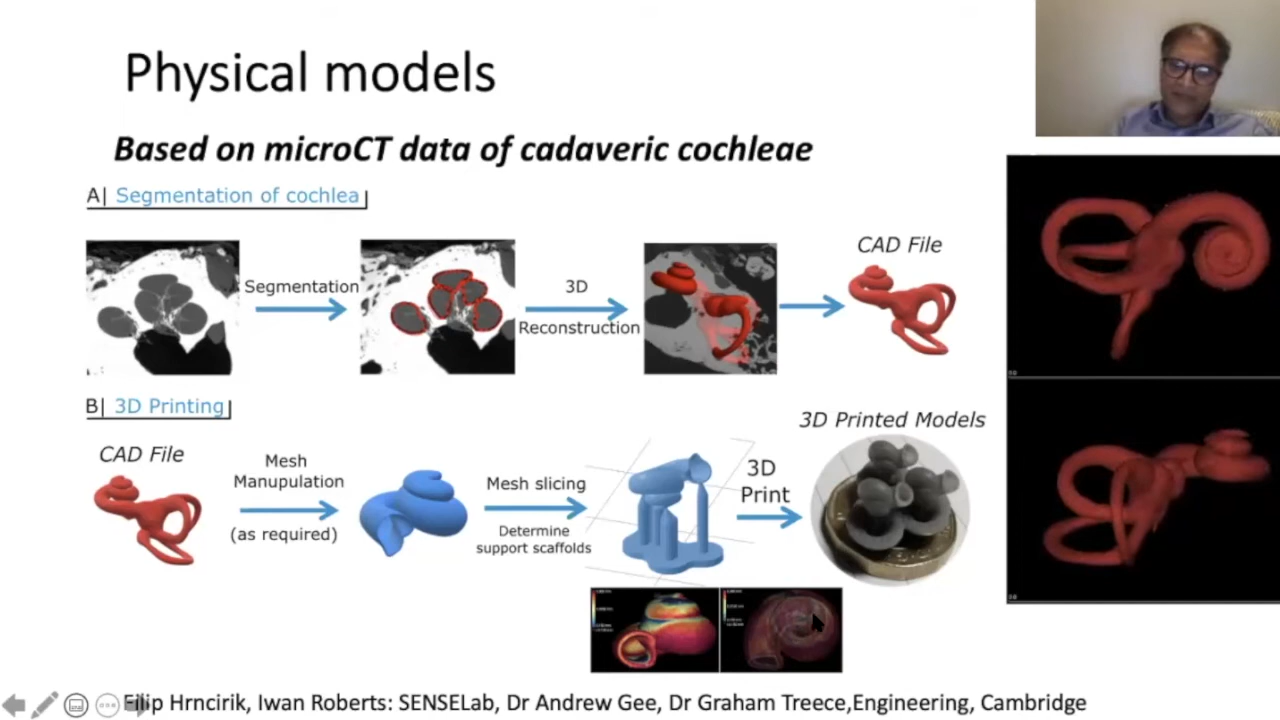 Physical models
Based on microCT data of cadaveric cochleae
A| Segmentation of cochlea
Segmentation
3D
Reconstruction
CAD File
B| 3D Printing
CAD File
Mesh
Manupulation
(as required)
Mesh slicing
Determine
support scaffolds
3D
Print
3D Printed Models
Filip Hrncirik, Iwan Roberts: SENSELab, Dr Andrew Gee, Dr Graham Treece,Engineering, Cambridge